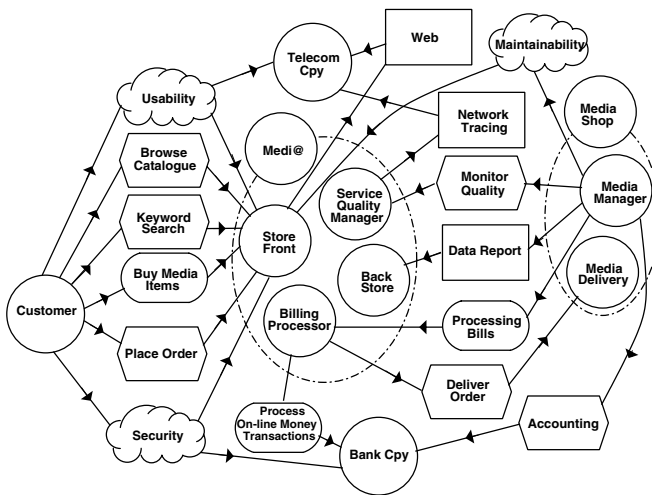 Telecom
Cpy
Web
Maintainability
Usability
Media
Shop
Network
Tracing
Browse
Catalogue
Medi@
Monitor
Quality
Media
Manager
Service
Quality
Manager
Keyword
Search
Store
Front
Data Report
Back
Store
Media
Delivery
Buy Media
Items
Customer
Billing
Processor
Processing
Bills
Place Order
Deliver
Order
Process
On-line Money
Transactions
Security
Bank Cpy
Accounting